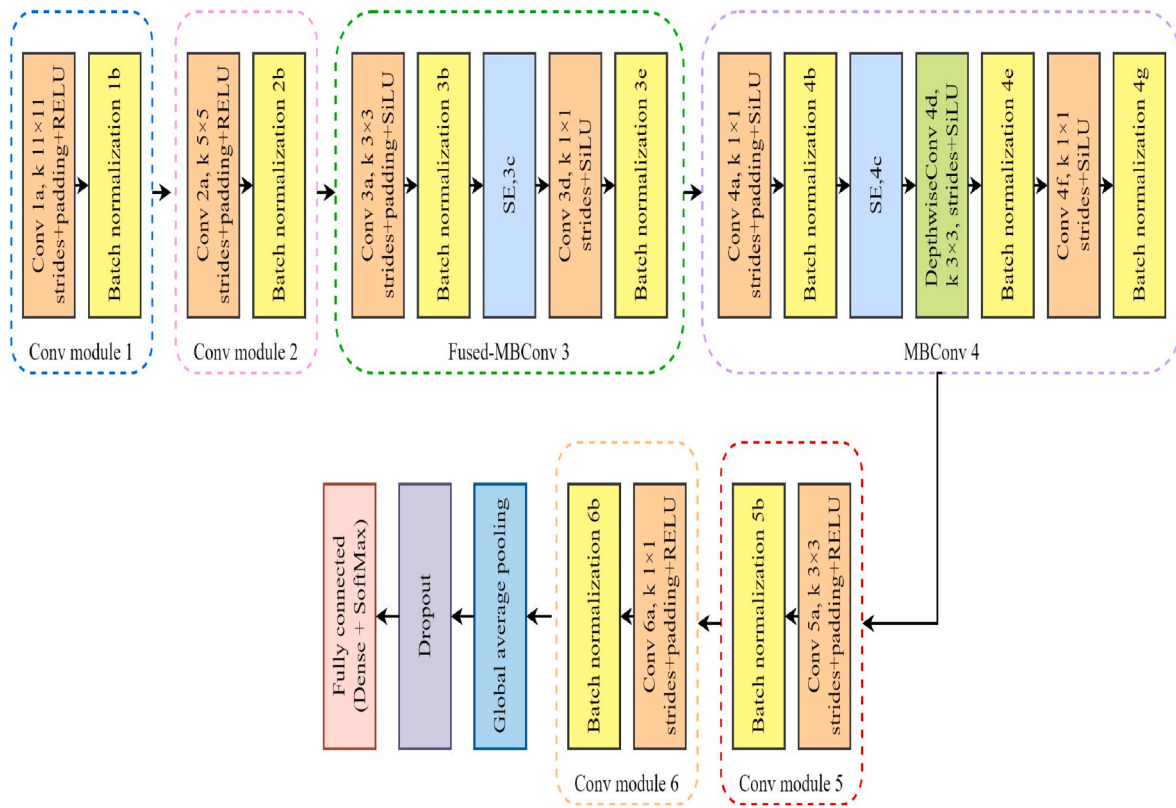 Conv 1a, k 11×11
strides+padding+RELU
Batch normalization 1b
Conv module 1
Conv 2a, k 5×5
strides+padding+RELU
Batch normalization 2b
Conv module 2
Conv 3a, k 3×3
strides+padding+SiLU
Batch normalization 3b
SE,3c
Conv 3d, k 1×1
strides+SiLU
Batch normalization 3e
Fused-MBConv 3
Conv 4a, k 1×1
strides+padding+SiLU
Batch normalization 4b
SE,4c
DepthwiseConv 4d,
k 3×3, strides+SiLU
Batch normalization 4e
Conv 4f, k 1×1
strides+SiLU
Batch normalization 4g
MBConv 4
Conv 5a, k 3×3
strides+padding+RELU
Batch normalization 5b
Conv module 5
Conv 6a, k 1×1
strides+padding+RELU
Batch normalization 6b
Conv module 6
Global average pooling
Dropout
Fully connected
(Dense + SoftMax)